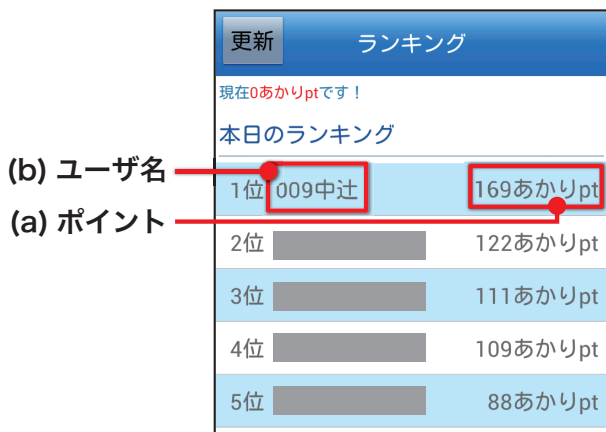 更新
ランキング
現在0あかりptです！
本日のランキング
(b) ユーザ名
1位 009中辻 169あかりpt
(a) ポイント
2位 122あかりpt
3位 111あかりpt
4位 109あかりpt
5位 88あかりpt